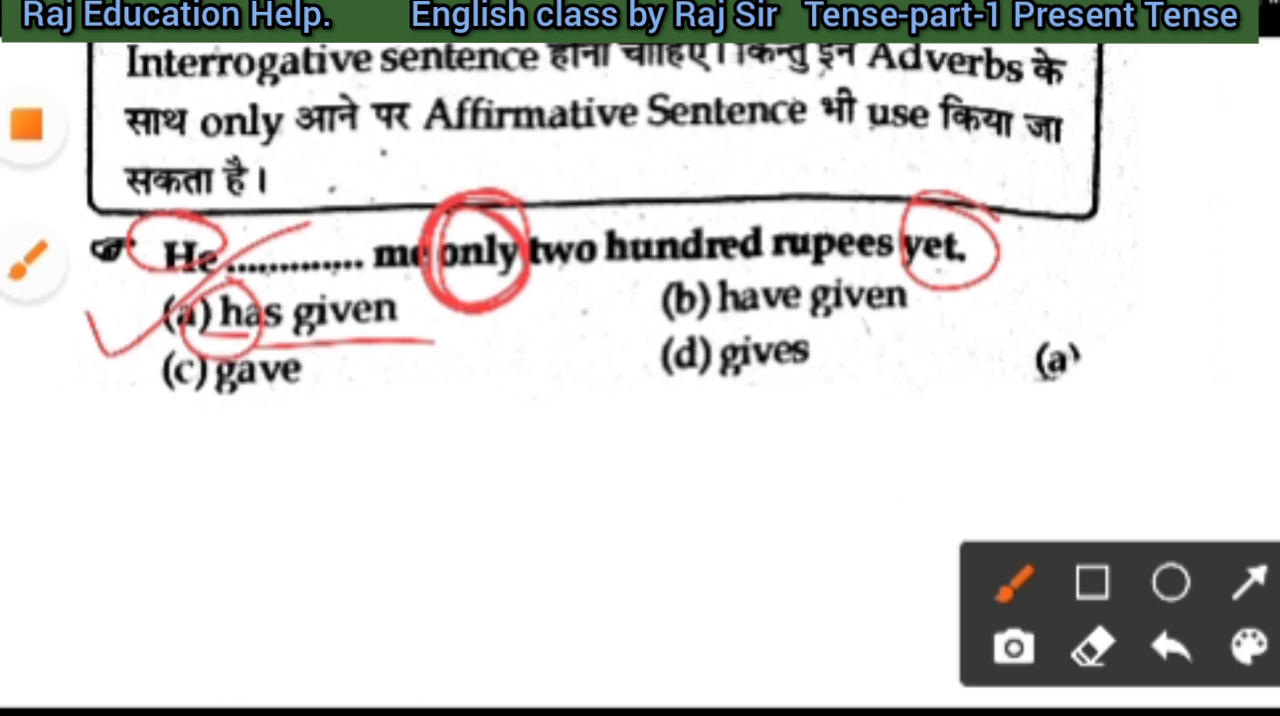 Raj Education Help. English class by Raj Sir Tense-part-1 Present Tense
Interrogative sentence होना चाहिए। किन्तु इन Adverbs के
साथ only आने पर Affirmative Sentence भी use किया जा
सकता है।
He ............. me only two hundred rupees yet.
(a) has given (b) have given
(c) gave (d) gives (a)